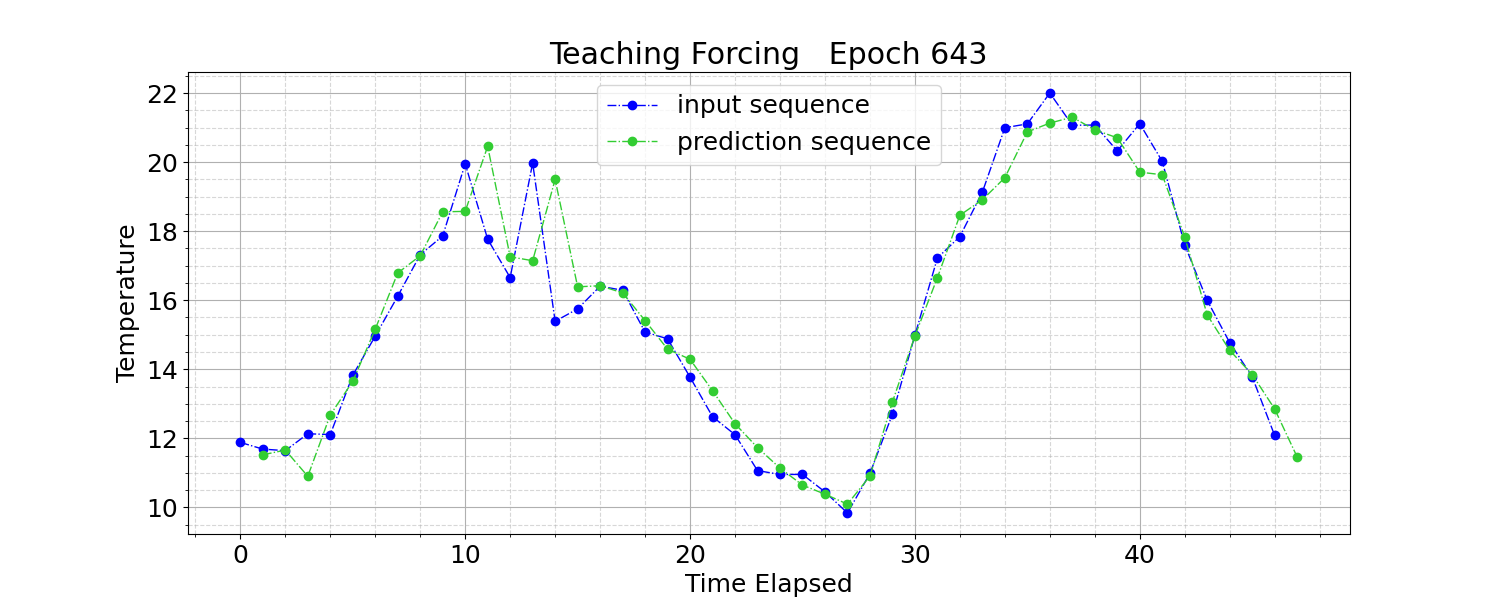 Teaching Forcing   Epoch 643
input sequence
prediction sequence
22
20
18
16
14
12
10
Temperature
0 10 20 30 40
Time Elapsed